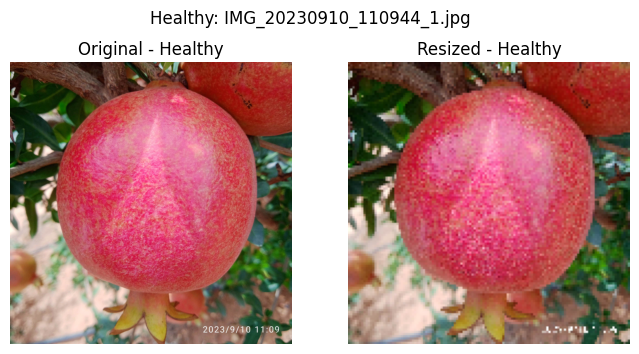 Healthy: IMG_20230910_110944_1.jpg
Original - Healthy
Resized - Healthy
2023/9/10 11:09